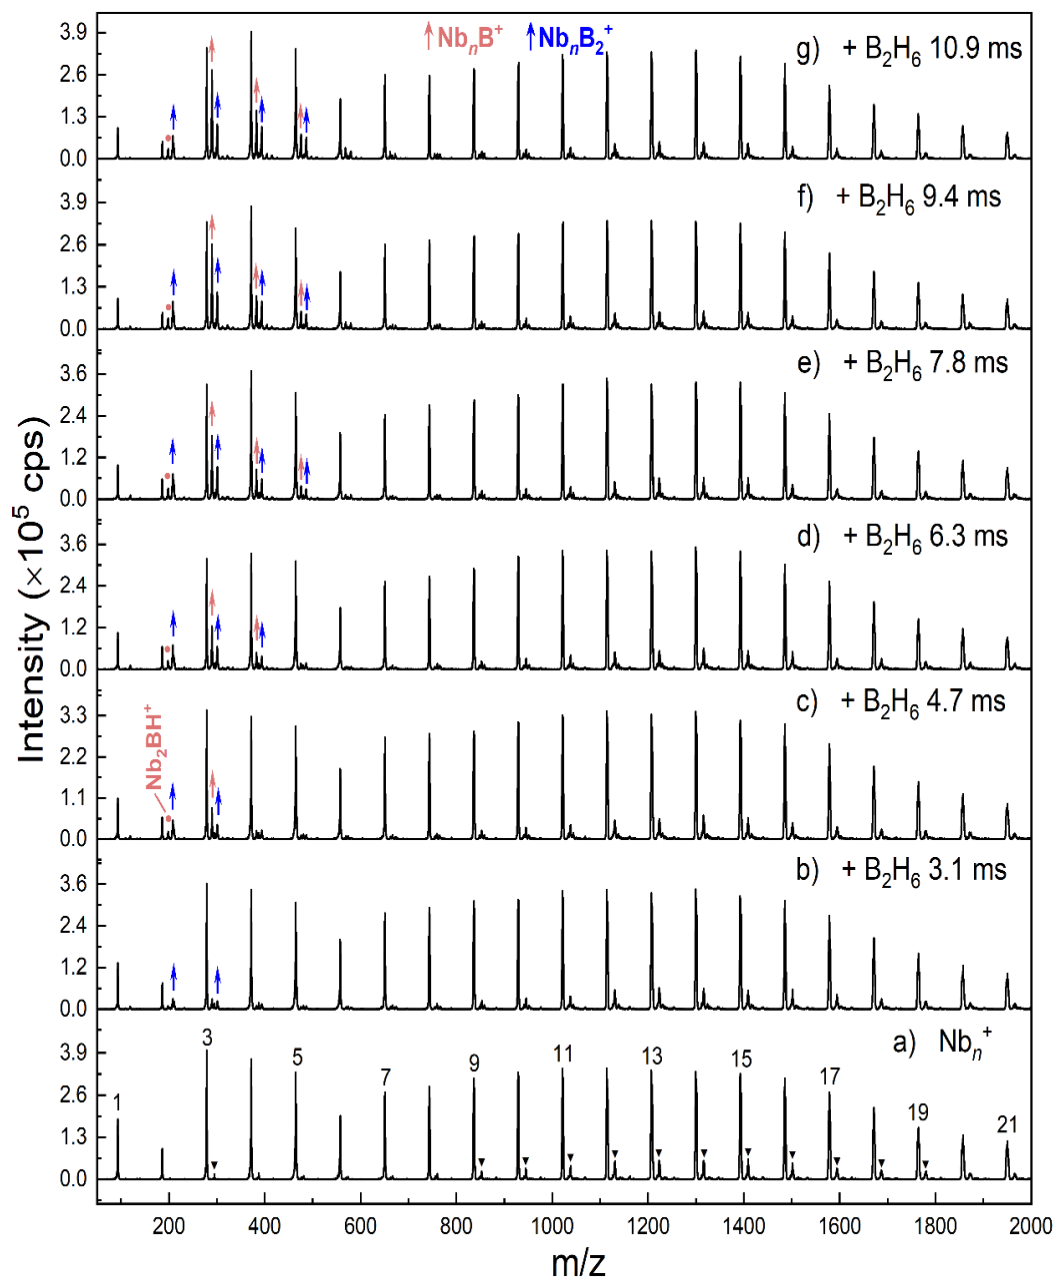 Intensity (×10⁵ cps)
↑NbₙB⁺ ↑NbₙB₂⁺
g) + B₂H₆ 10.9 ms
3.9
2.6
1.3
0.0
f) + B₂H₆ 9.4 ms
3.9
2.6
1.3
0.0
e) + B₂H₆ 7.8 ms
3.6
2.4
1.2
0.0
d) + B₂H₆ 6.3 ms
3.6
2.4
1.2
0.0
c) + B₂H₆ 4.7 ms
3.3
2.2
1.1
0.0
Nb₂BH⁺
b) + B₂H₆ 3.1 ms
3.6
2.4
1.2
0.0
a) Nbₙ⁺
3.9
2.6
1.3
0.0
1 3 5 7 9 11 13 15 17 19 21
200 400 600 800 1000 1200 1400 1600 1800 2000
m/z